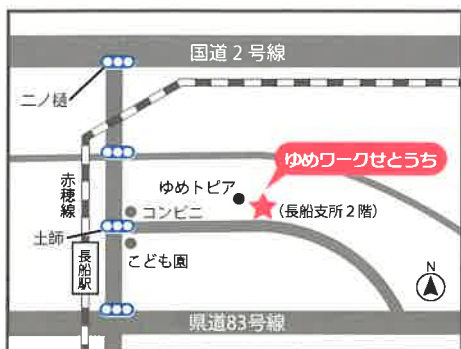 国道2号線
二ノ樋
ゆめワークせとうち
赤穂線
ゆめトピア
(長船支所2階)
コンビニ
土師
こども園
長船駅
N
県道83号線